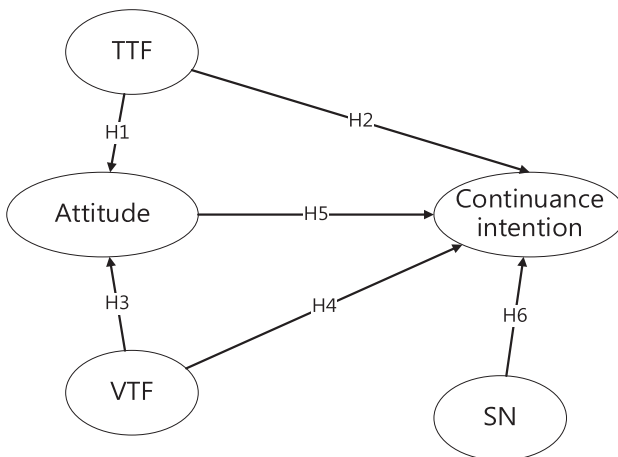 TTF
H1
H2
Attitude
H5
Continuance
intention
H3
H4
H6
VTF
SN